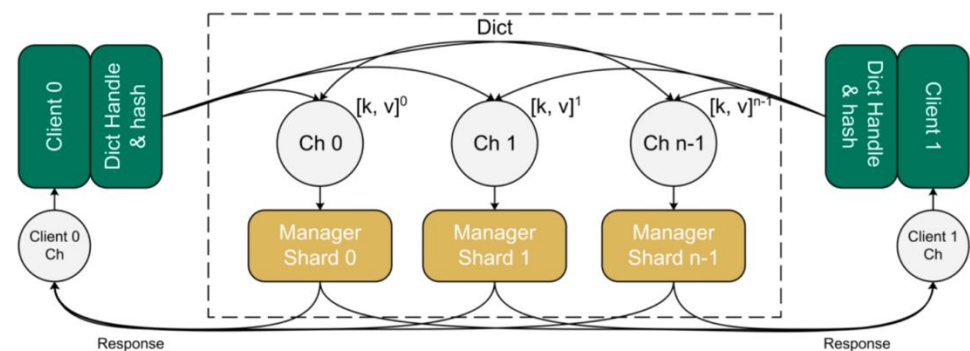 Dict
Client 0
Dict Handle
& hash
[k, v]⁰
[k, v]¹
[k, v]ⁿ⁻¹
Dict Handle
& hash
Client 1
Ch 0
Ch 1
Ch n-1
Client 0
Ch
Manager
Shard 0
Manager
Shard 1
Manager
Shard n-1
Client 1
Ch
Response
Response